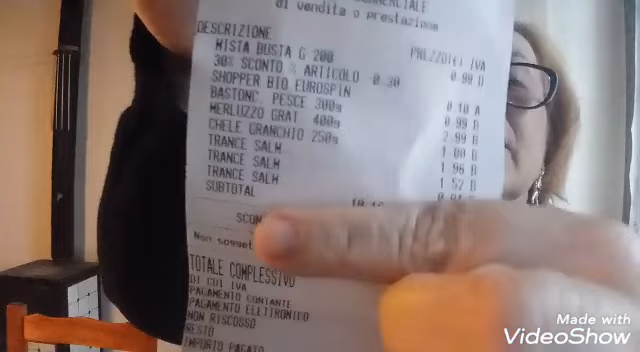 COMMERCIALE
di vendita o prestazione
DESCRIZIONE PREZZO(€) IVA
MISTA BUSTA G 200 0.99 D
30% SCONTO % ARTICOLO -0.30
SHOPPER BIO EUROSPIN 0.10 A
BASTONC. PESCE 300g 0.99 B
MERLUZZO GRAT. 400g 2.99 B
CHELE GRANCHIO 250g 1.00 B
TRANCE SALM 1.96 B
TRANCE SALM 1.52 B
TRANCE SALM
SUBTOTAL
SCON
Non sogget
TOTALE COMPLESSIVO
DI CUI IVA
PAGAMENTO CONTANTE
PAGAMENTO ELETTRONICO
NON RISCOSSO
RESTO
IMPORTO PAGATO
Made with
VideoShow